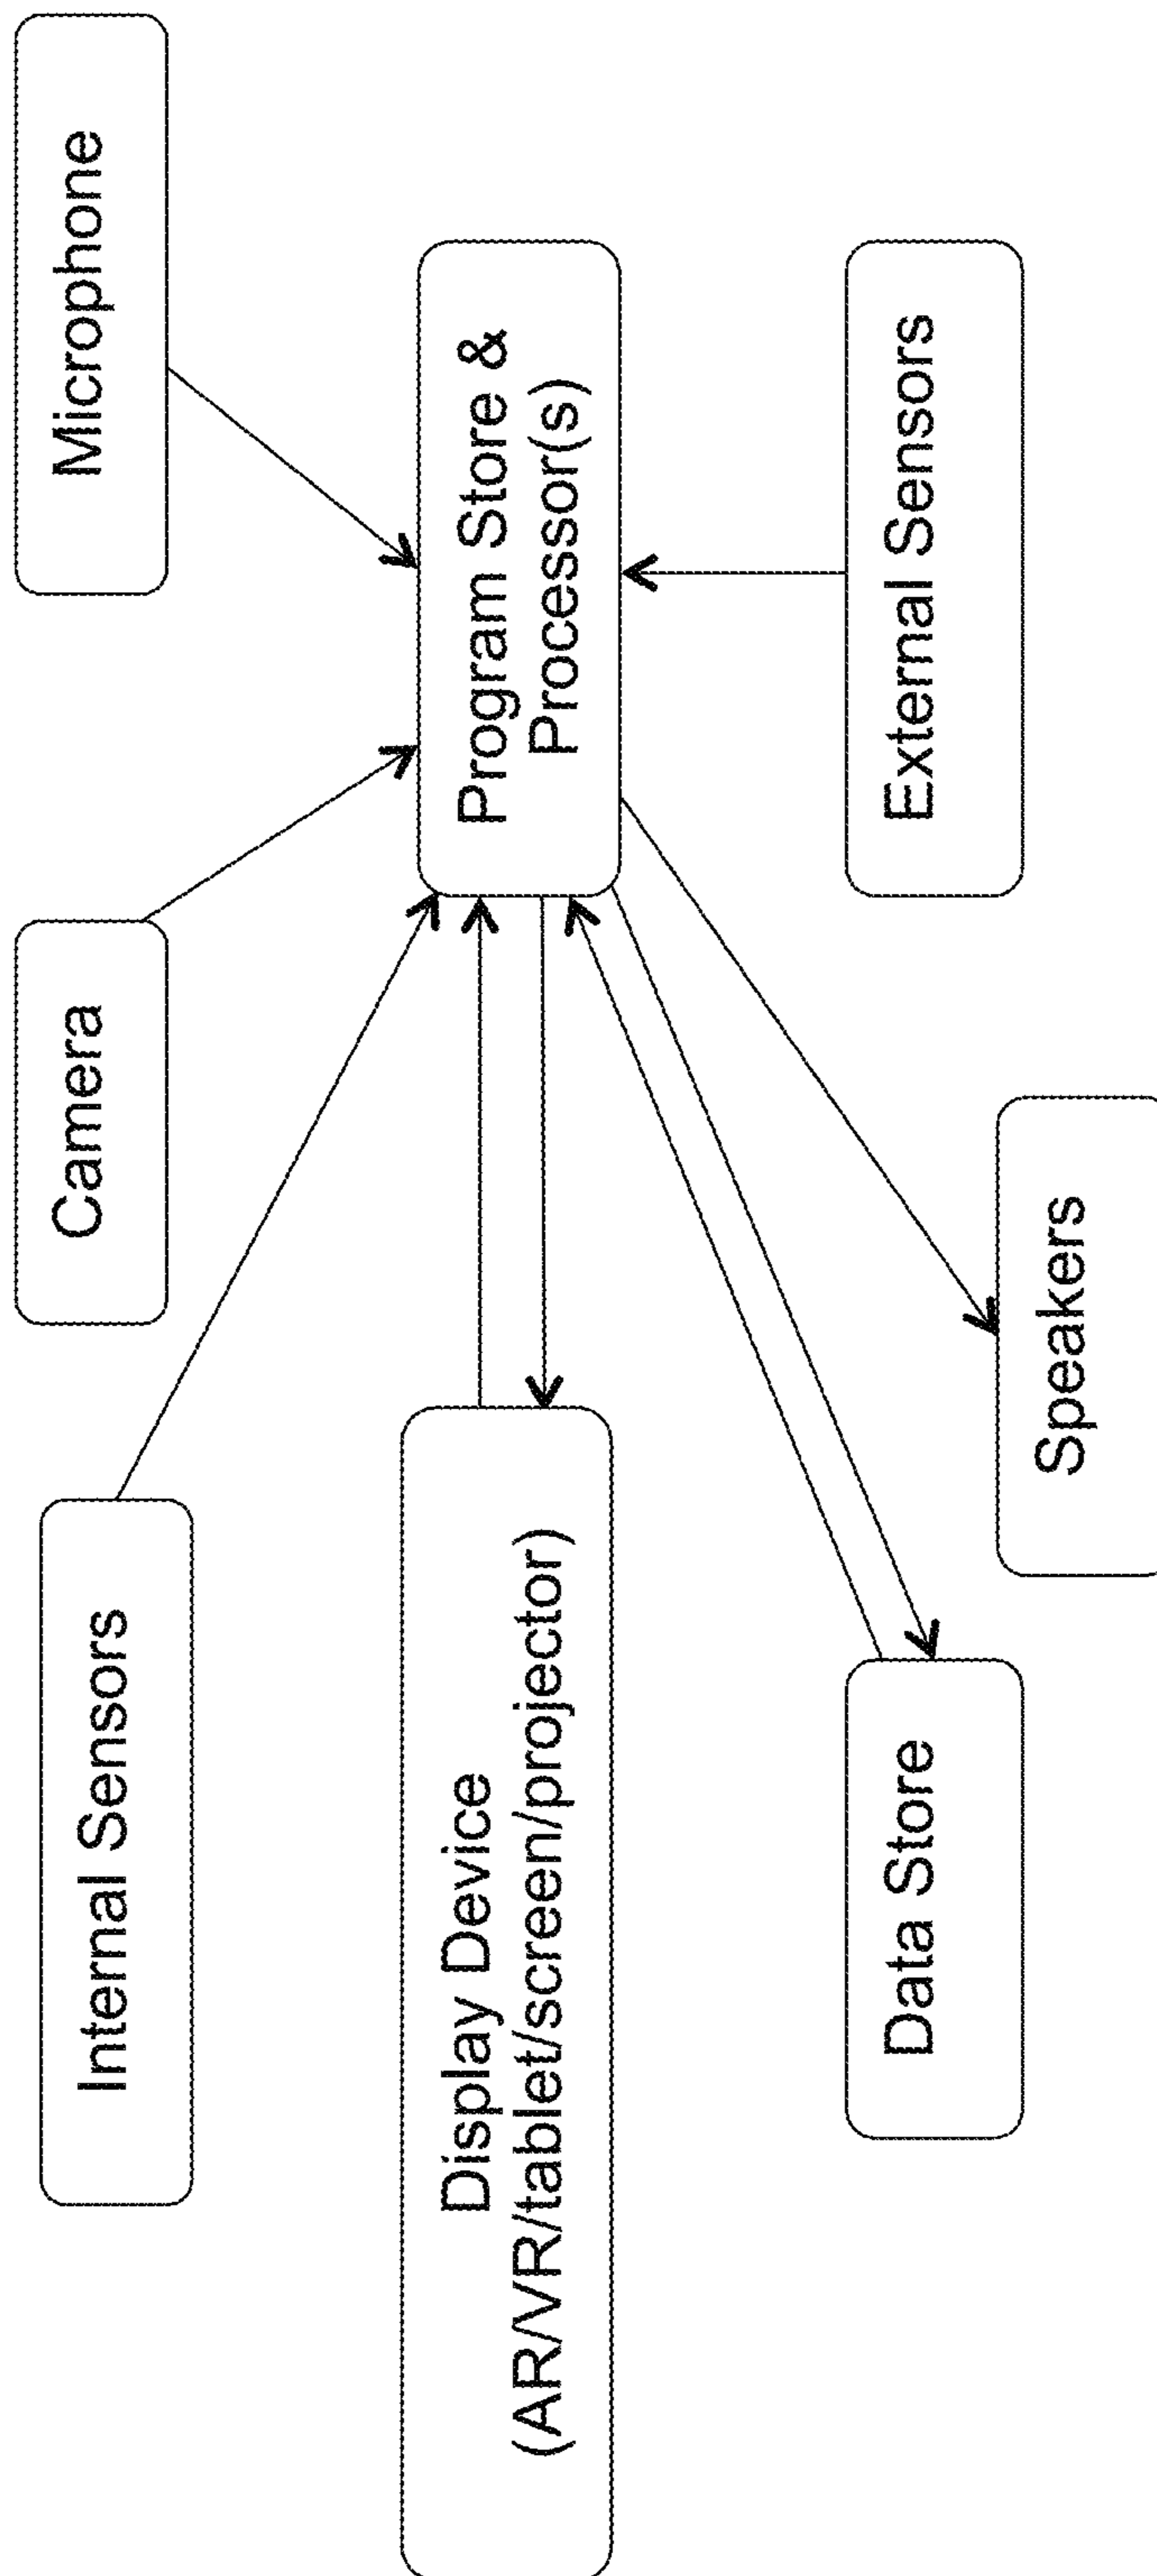 Internal Sensors
Camera
Microphone
Display Device
(AR/VR/tablet/screen/projector)
Program Store &
Processor(s)
Data Store
External Sensors
Speakers